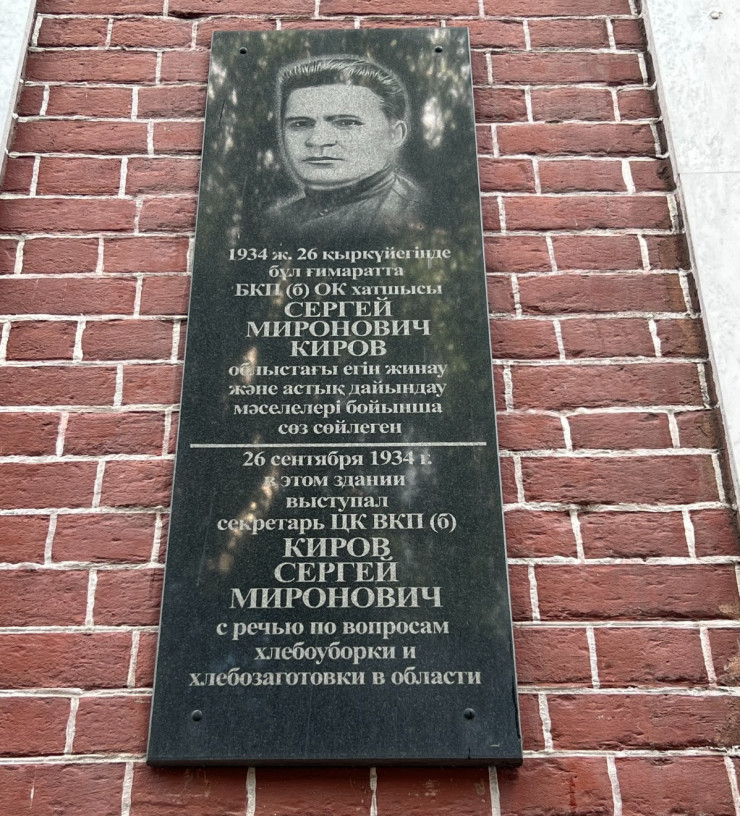 1934 ж. 26 қыркүйегінде
бұл ғимаратта
БКП (б) ОК хатшысы
СЕРГЕЙ
МИРОНОВИЧ
КИРОВ
облыстағы егін жинау
және астық дайындау
мәселелері бойынша
сөз сөйлеген
26 сентября 1934 г.
в этом здании
выступал
секретарь ЦК ВКП (б)
КИРОВ
СЕРГЕЙ
МИРОНОВИЧ
с речью по вопросам
хлебоуборки и
хлебозаготовки в области